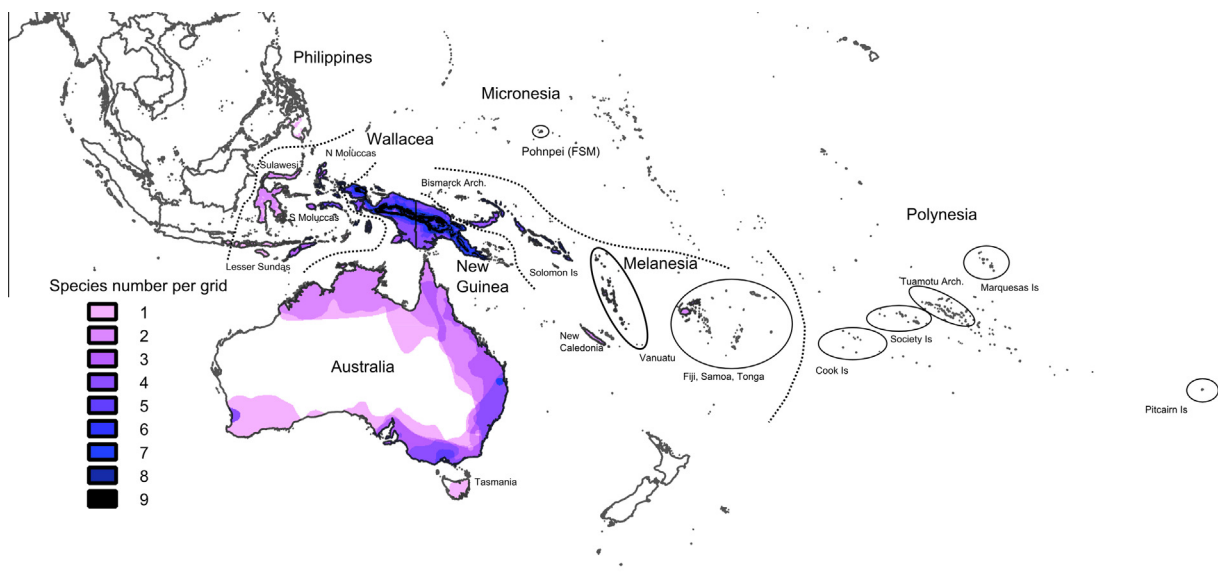 Philippines
Micronesia
Pohnpei (FSM)
Wallacea
N Moluccas
Sulawesi
Bismarck Arch.
S Moluccas
Lesser Sundas
New
Guinea
Solomon Is
Melanesia
Polynesia
Marquesas Is
Tuamotu Arch.
Society Is
Cook Is
Pitcairn Is
Vanuatu
New
Caledonia
Fiji, Samoa, Tonga
Australia
Tasmania
Species number per grid
1
2
3
4
5
6
7
8
9